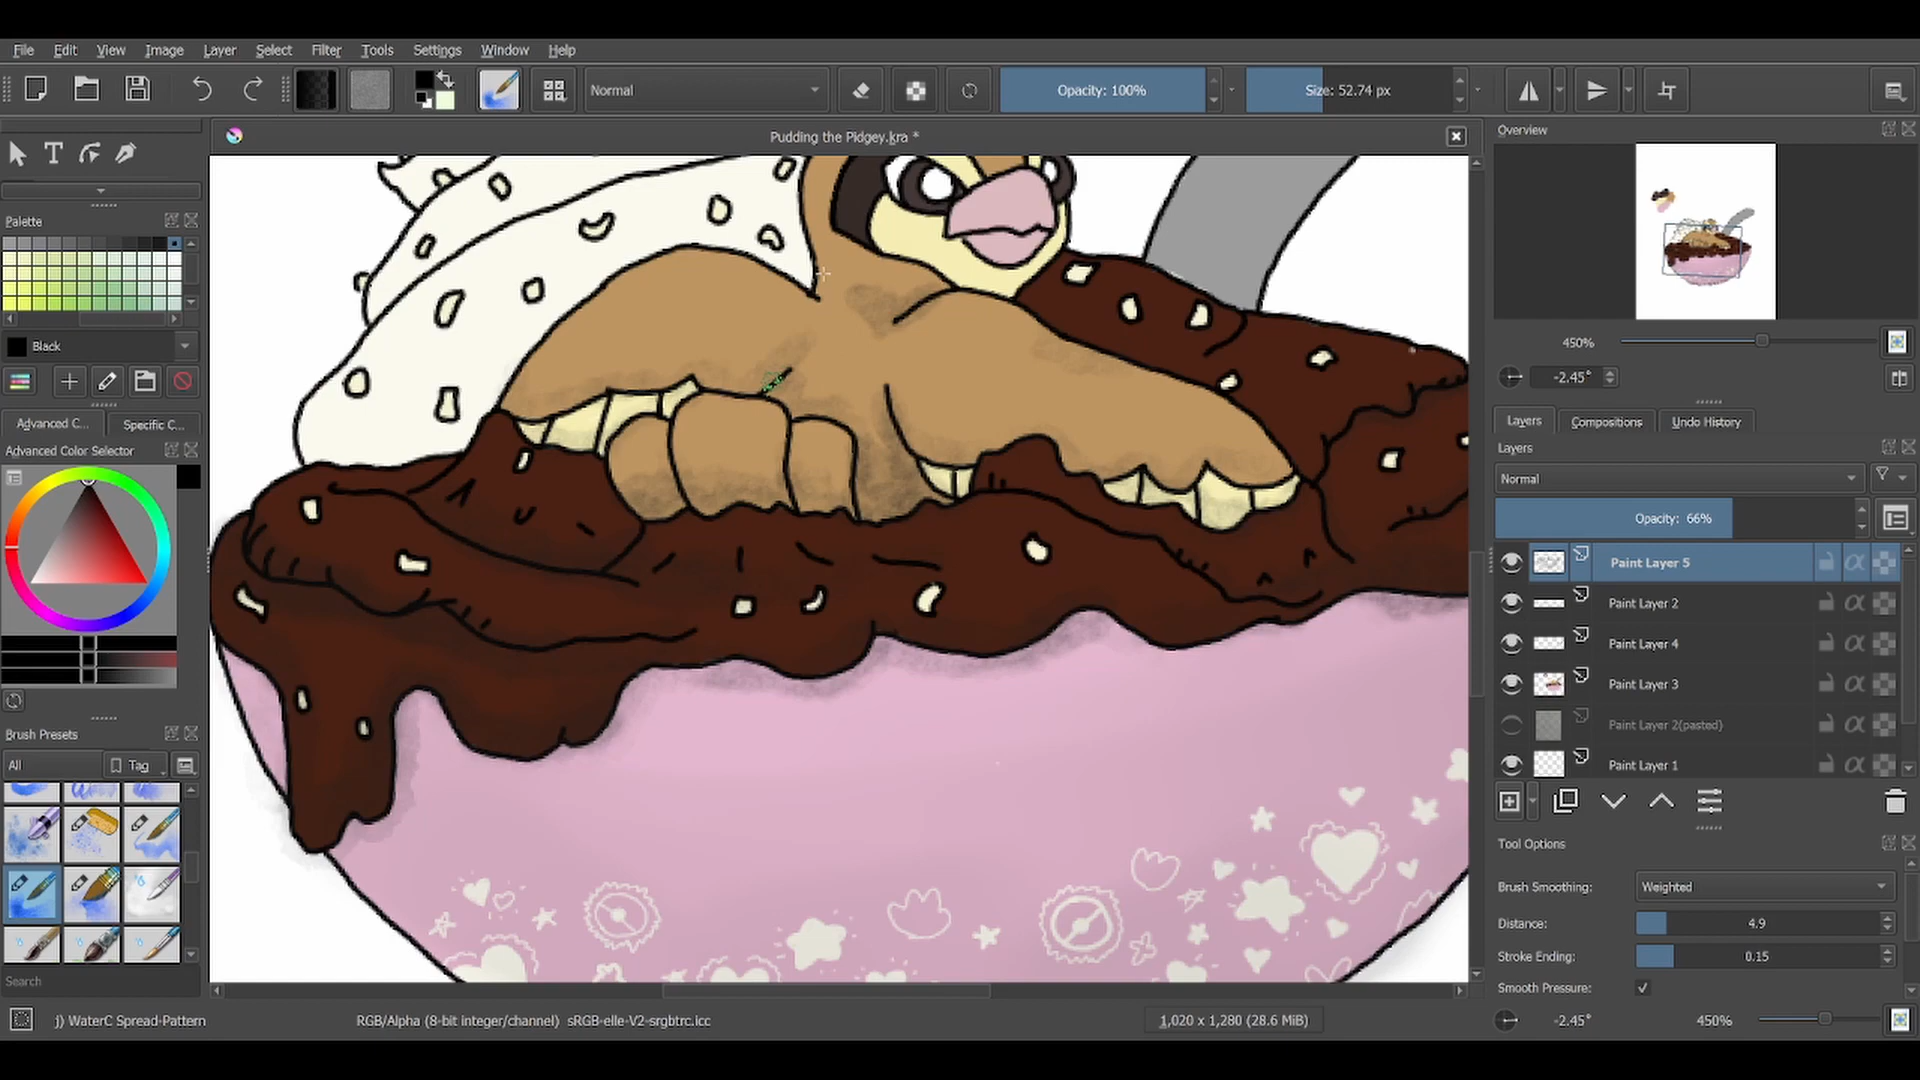 File Edit View Image Layer Select Filter Tools Settings Window Help
Normal Opacity: 100% Size: 52.74 px
Pudding the Pidgey.kra *
Overview
Palette
450%
Black
-2.45°
Advanced C... Specific C...
Layers Compositions Undo History
Advanced Color Selector
Layers
Normal
Opacity: 66%
Paint Layer 5
Paint Layer 2
Paint Layer 4
Paint Layer 3
Paint Layer 2(pasted)
Paint Layer 1
Brush Presets
All Tag
Search
Tool Options
Brush Smoothing: Weighted
Distance: 4.9
Stroke Ending: 0.15
Smooth Pressure:
j) WaterC Spread-Pattern RGB/Alpha (8-bit integer/channel) sRGB-elle-V2-srgbtrc.icc 1,020 x 1,280 (28.6 MiB) -2.45° 450%